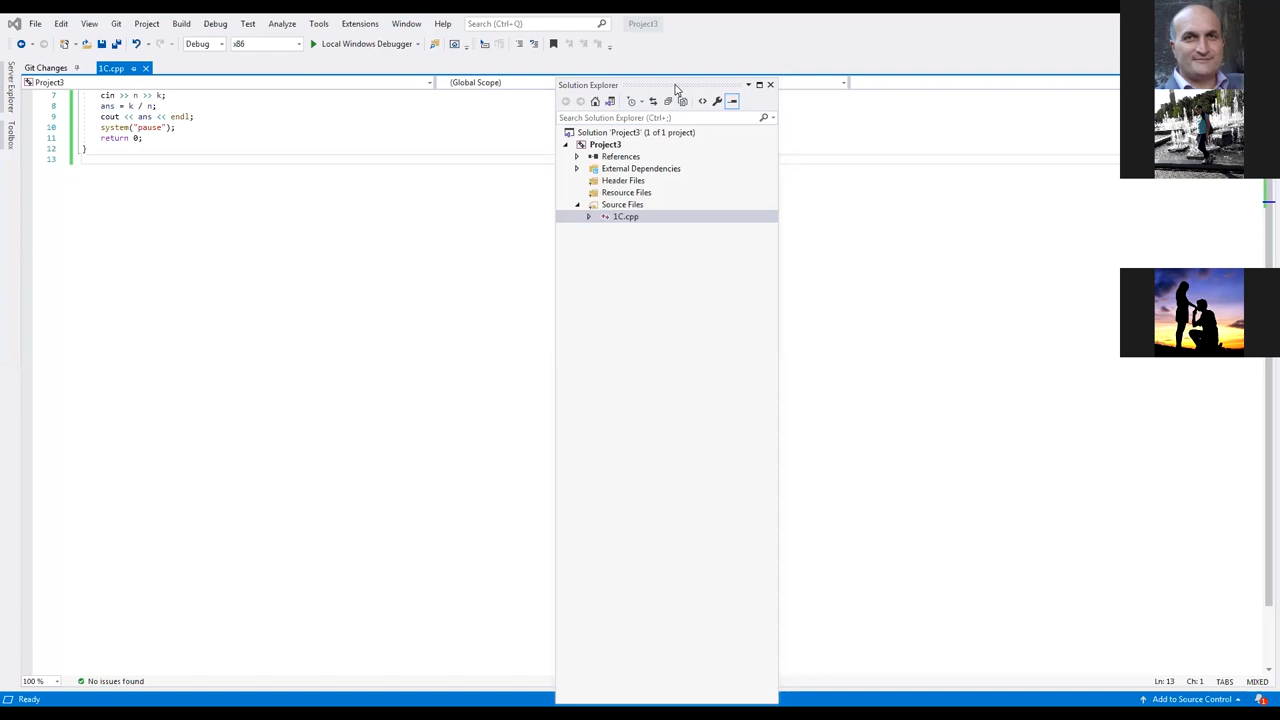 File Edit View Git Project Build Debug Test Analyze Tools Extensions Window Help Search (Ctrl+Q) Project3
Debug x86 Local Windows Debugger
Server Explorer
Toolbox
Git Changes 1C.cpp
Project3 (Global Scope)
7 cin >> n >> k;
8 ans = k / n;
9 cout << ans << endl;
10 system("pause");
11 return 0;
12 }
13
Solution Explorer
Search Solution Explorer (Ctrl+;)
Solution 'Project3' (1 of 1 project)
Project3
References
External Dependencies
Header Files
Resource Files
Source Files
1C.cpp
100 % No issues found Ln: 13 Ch: 1 TABS MIXED
Ready Add to Source Control 1